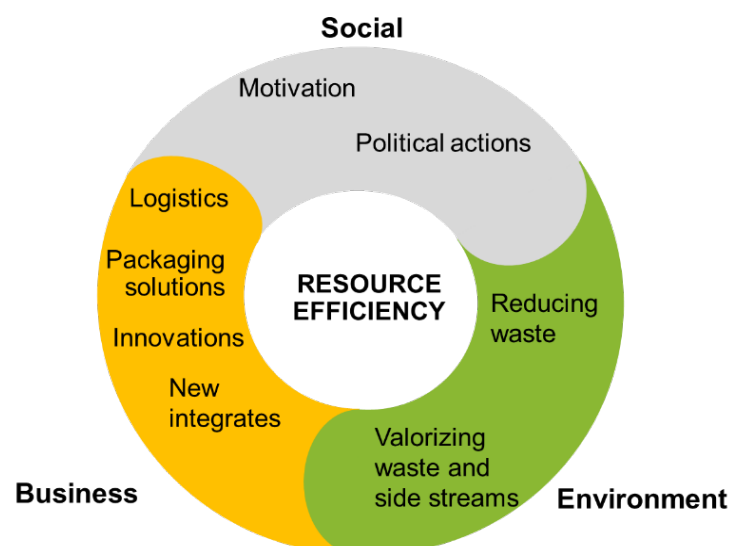 Social
Motivation
Political actions
Logistics
Packaging
solutions
Innovations
New
integrates
RESOURCE
EFFICIENCY
Reducing
waste
Valorizing
waste and
side streams
Business
Environment